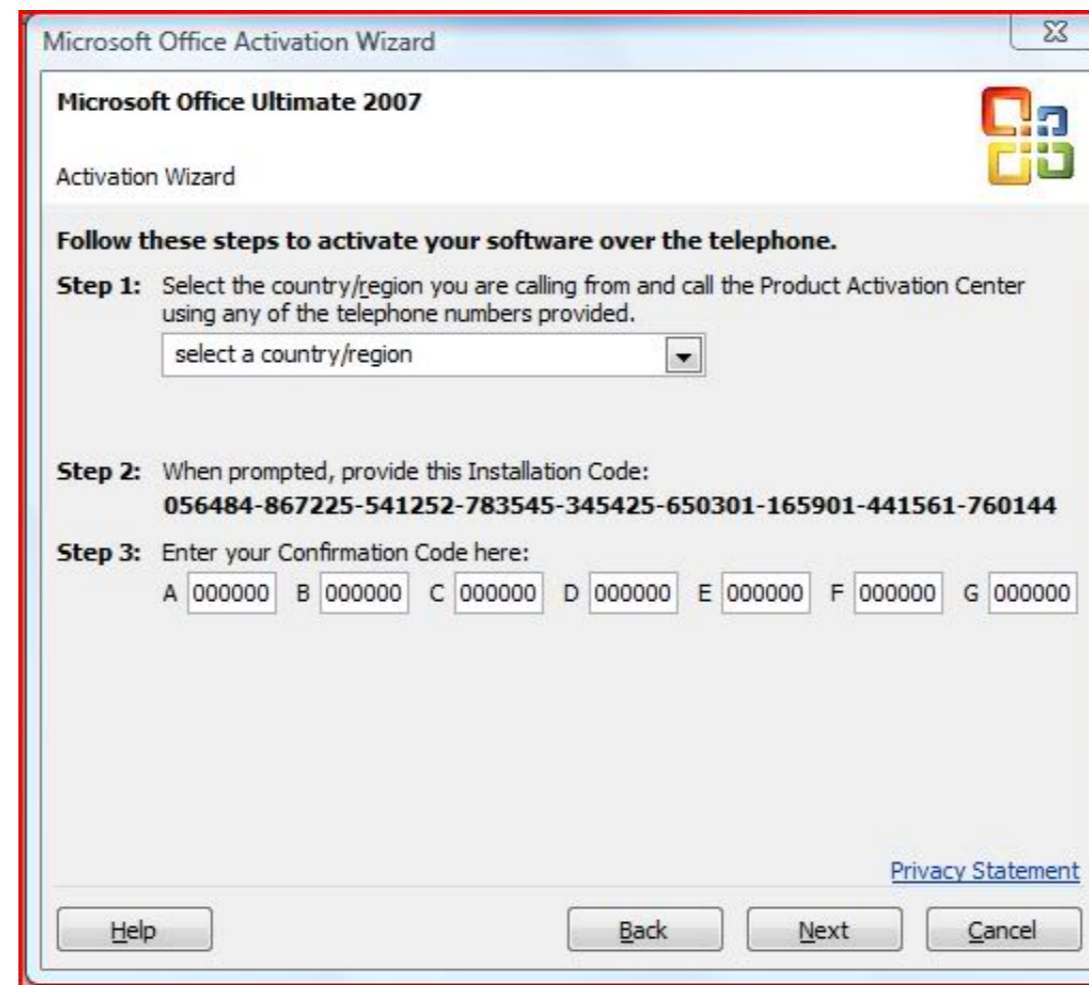 Microsoft Office Activation Wizard
Microsoft Office Ultimate 2007
Activation Wizard
Follow these steps to activate your software over the telephone.
Step 1: Select the country/region you are calling from and call the Product Activation Center
using any of the telephone numbers provided.
select a country/region
Step 2: When prompted, provide this Installation Code:
056484-867225-541252-783545-345425-650301-165901-441561-760144
Step 3: Enter your Confirmation Code here:
A 000000 B 000000 C 000000 D 000000 E 000000 F 000000 G 000000
Privacy Statement
Help Back Next Cancel